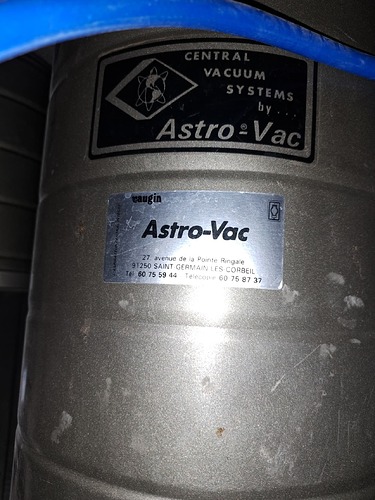 CENTRAL
VACUUM
SYSTEMS
by...
Astro-Vac®
Astro-Vac
27, avenue de la Pointe Ringale
91250 SAINT GERMAIN LES CORBEIL
Tél. 60 75 59 44 Télécopie 60 75 87 37